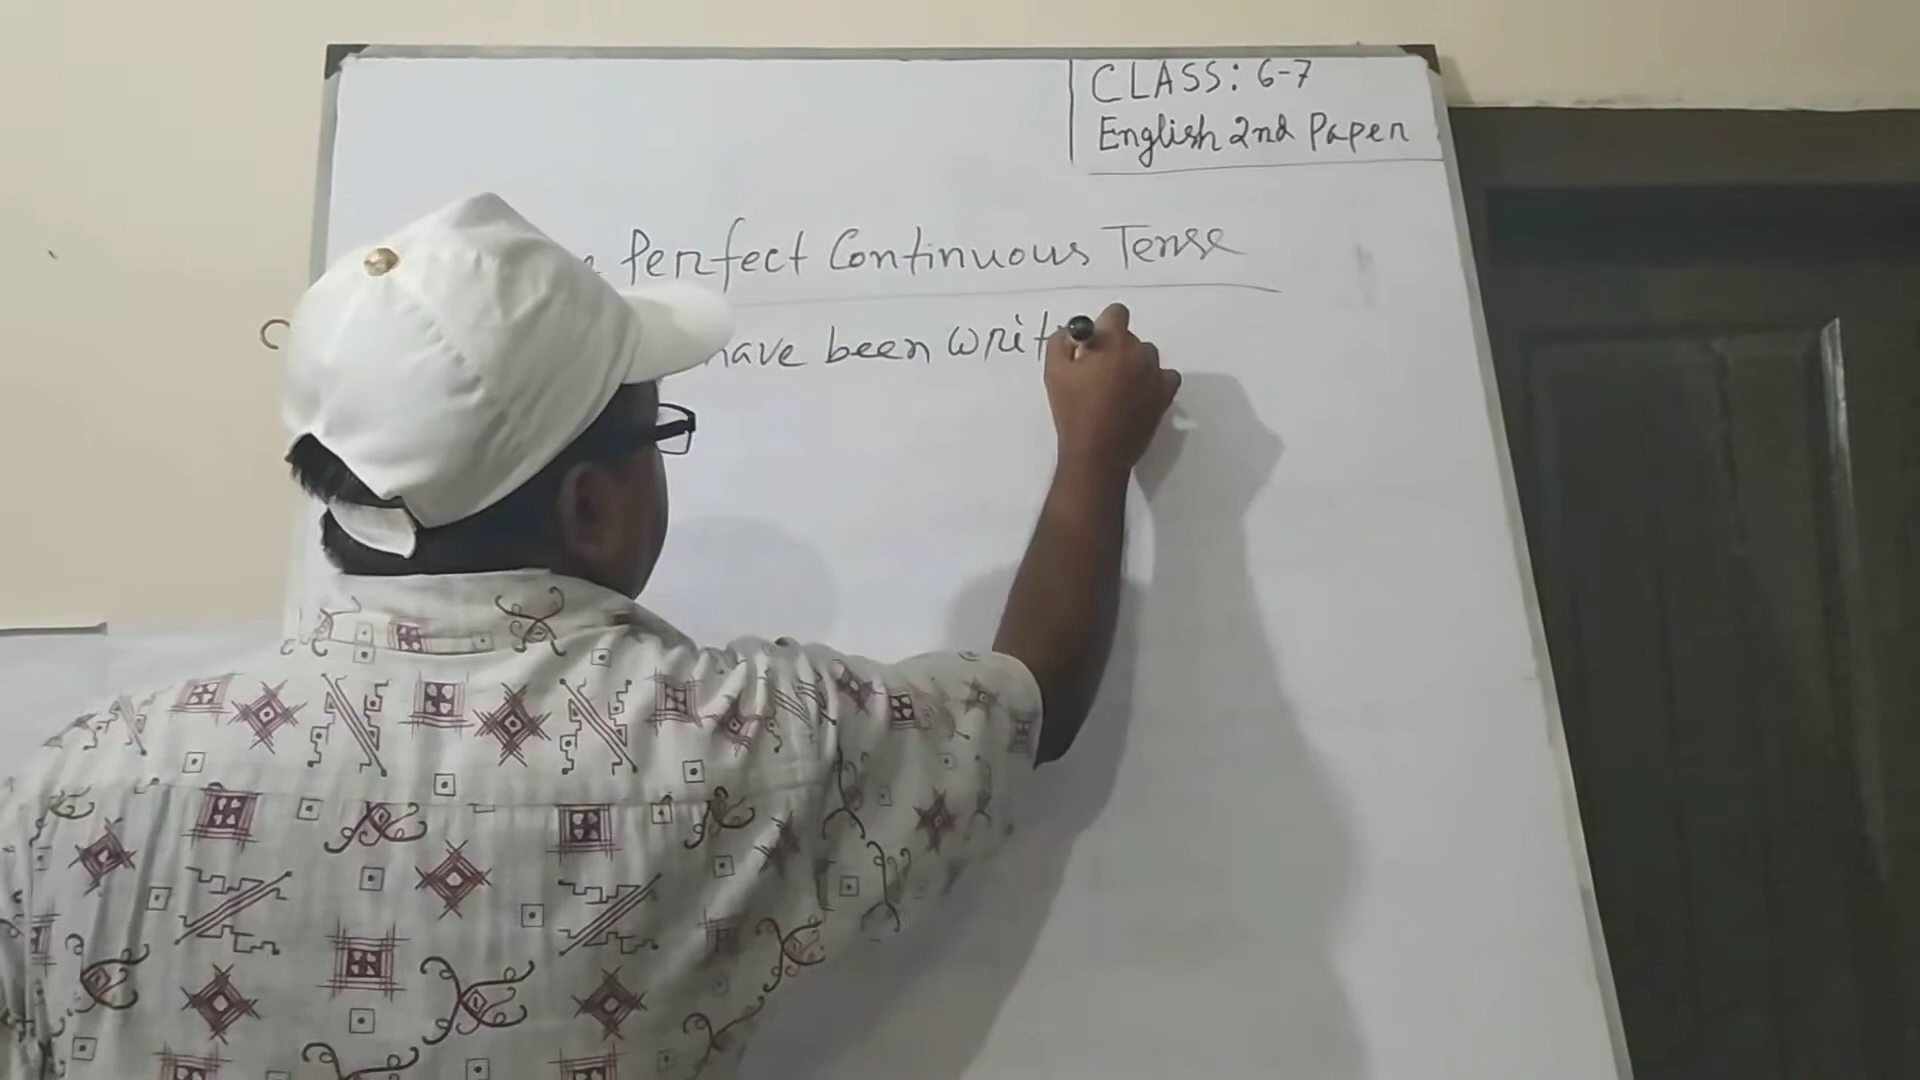 CLASS: 6-7
English 2nd Paper
Perfect Continuous Tense
have been writ